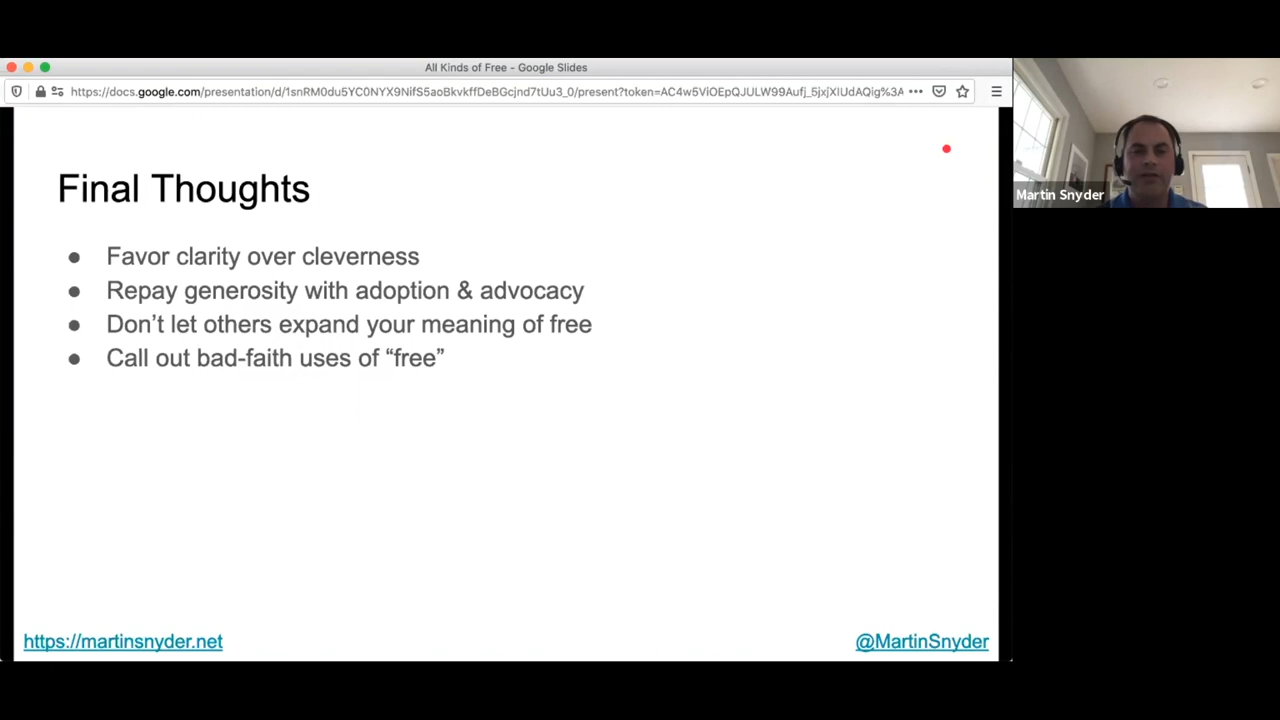 All Kinds of Free - Google Slides
https://docs.google.com/presentation/d/1snRM0du5YC0NYX9NifS5aoBkvkffDeBGcjnd7tUu3_0/present?token=AC4w5ViOEpQJULW99Aufj_5jxjXIUdAQig%3A
Martin Snyder
Final Thoughts
● Favor clarity over cleverness
● Repay generosity with adoption & advocacy
● Don’t let others expand your meaning of free
● Call out bad-faith uses of “free”
https://martinsnyder.net
@MartinSnyder